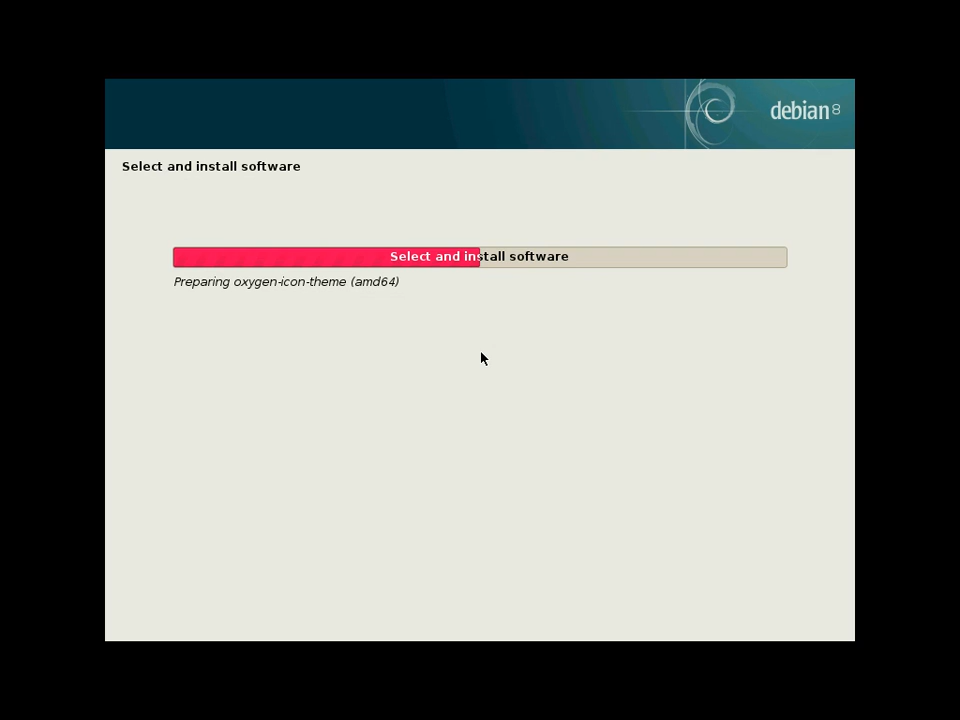 debian 8
Select and install software
Select and install software
Preparing oxygen-icon-theme (amd64)